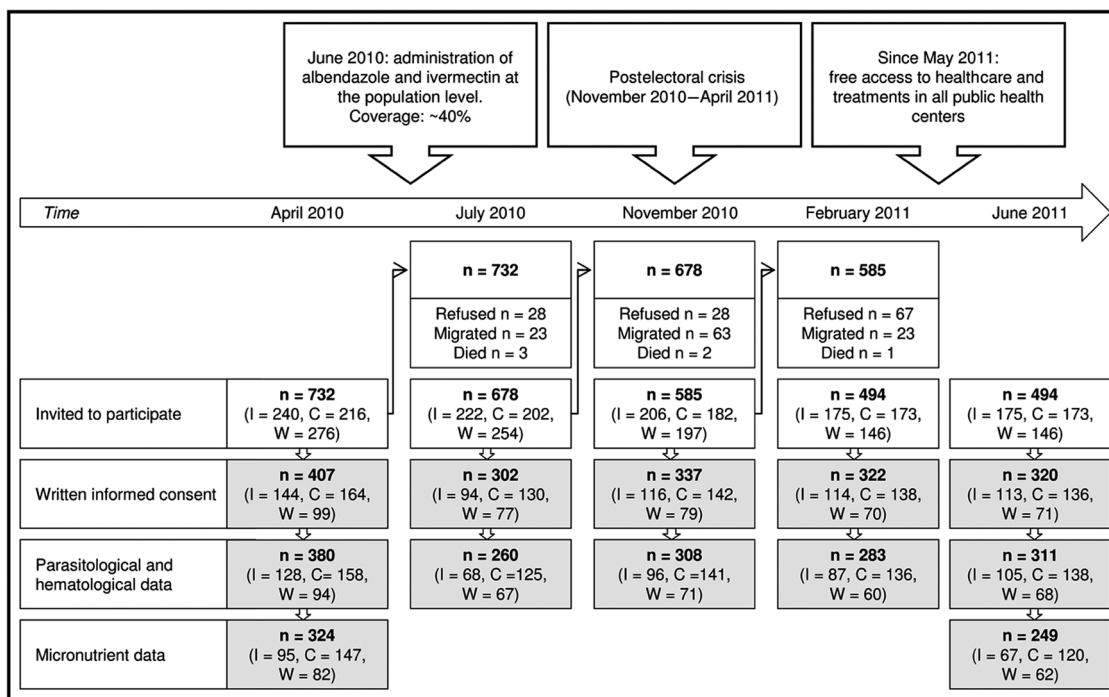 June 2010: administration of
albendazole and ivermectin at
the population level.
Coverage: ~40%
Postelectoral crisis
(November 2010–April 2011)
Since May 2011:
free access to healthcare and
treatments in all public health
centers
Time
April 2010
July 2010
November 2010
February 2011
June 2011
n = 732
n = 678
n = 585
Refused n = 28
Migrated n = 23
Died n = 3
Refused n = 28
Migrated n = 63
Died n = 2
Refused n = 67
Migrated n = 23
Died n = 1
Invited to participate
n = 732
(I = 240, C = 216,
W = 276)
n = 678
(I = 222, C = 202,
W = 254)
n = 585
(I = 206, C = 182,
W = 197)
n = 494
(I = 175, C = 173,
W = 146)
n = 494
(I = 175, C = 173,
W = 146)
Written informed consent
n = 407
(I = 144, C = 164,
W = 99)
n = 302
(I = 94, C = 130,
W = 77)
n = 337
(I = 116, C = 142,
W = 79)
n = 322
(I = 114, C = 138,
W = 70)
n = 320
(I = 113, C = 136,
W = 71)
Parasitological and
hematological data
n = 380
(I = 128, C= 158,
W = 94)
n = 260
(I = 68, C =125,
W = 67)
n = 308
(I = 96, C =141,
W = 71)
n = 283
(I = 87, C = 136,
W = 60)
n = 311
(I = 105, C = 138,
W = 68)
Micronutrient data
n = 324
(I = 95, C = 147,
W = 82)
n = 249
(I = 67, C = 120,
W = 62)